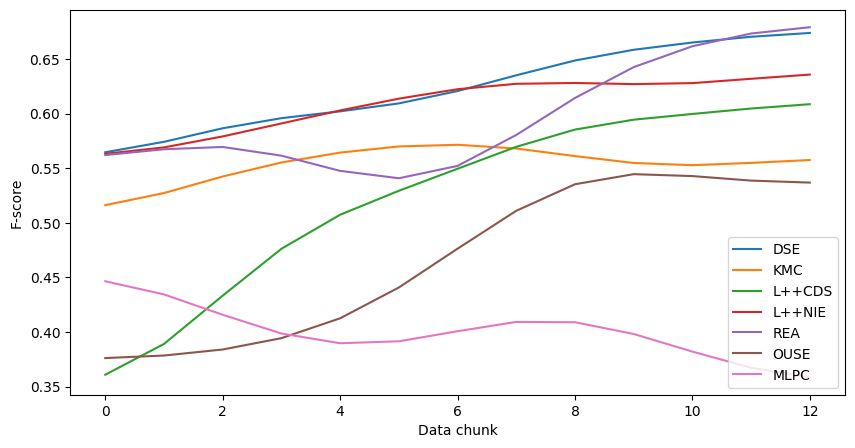 0.65
0.60
0.55
0.50
0.45
0.40
0.35
F-score
0 2 4 6 8 10 12
Data chunk
DSE
KMC
L++CDS
L++NIE
REA
OUSE
MLPC